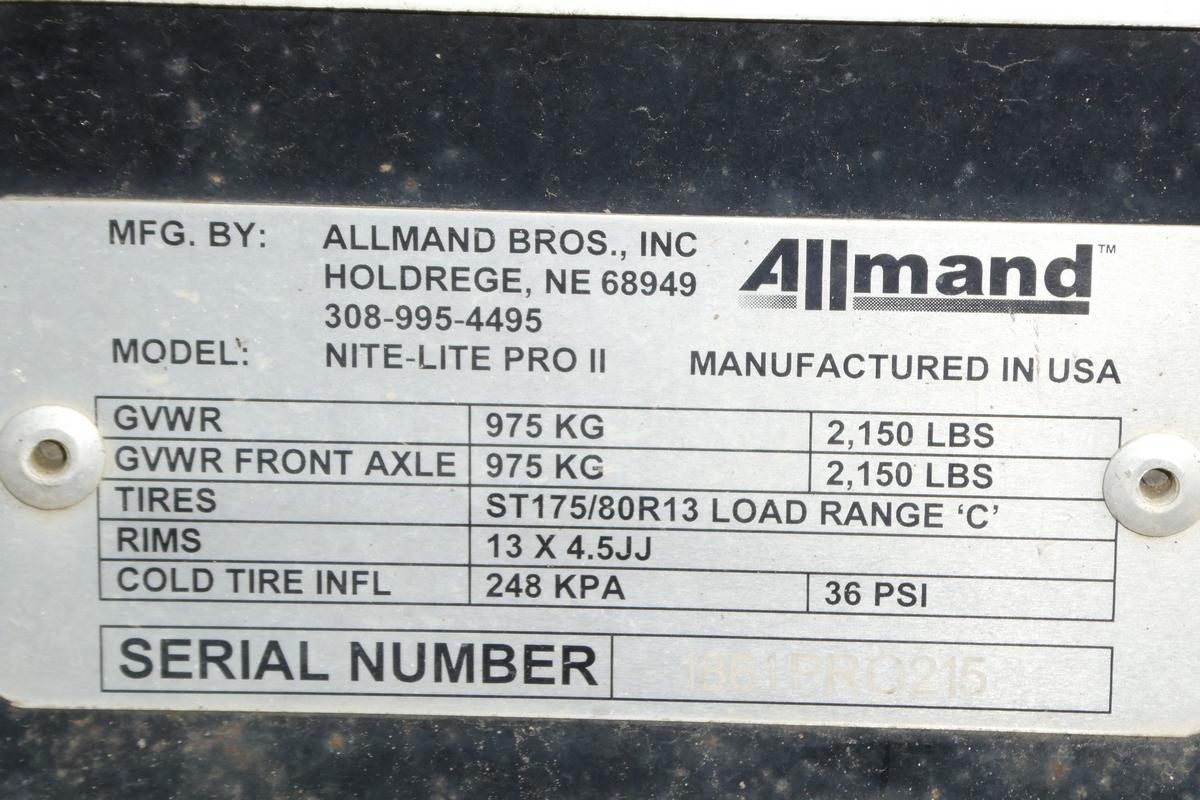 MFG. BY: ALLMAND BROS., INC
HOLDREGE, NE 68949
308-995-4495
Allmand™
MODEL: NITE-LITE PRO II MANUFACTURED IN USA
GVWR 975 KG 2,150 LBS
GVWR FRONT AXLE 975 KG 2,150 LBS
TIRES ST175/80R13 LOAD RANGE ‘C’
RIMS 13 X 4.5JJ
COLD TIRE INFL 248 KPA 36 PSI
SERIAL NUMBER 1861PRO215